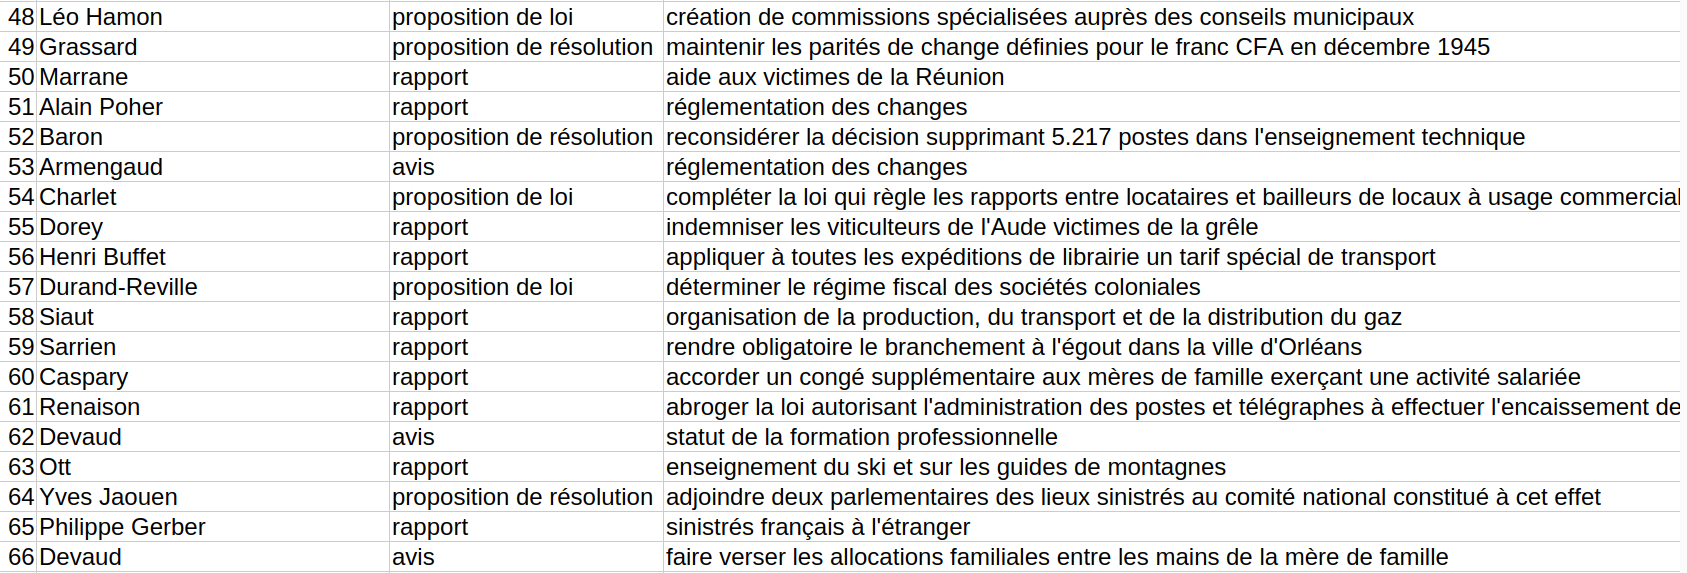 48 Léo Hamon proposition de loi création de commissions spécialisées auprès des conseils municipaux
49 Grassard proposition de résolution maintenir les parités de change définies pour le franc CFA en décembre 1945
50 Marrane rapport aide aux victimes de la Réunion
51 Alain Poher rapport réglementation des changes
52 Baron proposition de résolution reconsidérer la décision supprimant 5.217 postes dans l'enseignement technique
53 Armengaud avis réglementation des changes
54 Charlet proposition de loi compléter la loi qui règle les rapports entre locataires et bailleurs de locaux à usage commercial
55 Dorey rapport indemniser les viticulteurs de l'Aude victimes de la grêle
56 Henri Buffet rapport appliquer à toutes les expéditions de librairie un tarif spécial de transport
57 Durand-Reville proposition de loi déterminer le régime fiscal des sociétés coloniales
58 Siaut rapport organisation de la production, du transport et de la distribution du gaz
59 Sarrien rapport rendre obligatoire le branchement à l'égout dans la ville d'Orléans
60 Caspary rapport accorder un congé supplémentaire aux mères de famille exerçant une activité salariée
61 Renaison rapport abroger la loi autorisant l'administration des postes et télégraphes à effectuer l'encaissement de
62 Devaud avis statut de la formation professionnelle
63 Ott rapport enseignement du ski et sur les guides de montagnes
64 Yves Jaouen proposition de résolution adjoindre deux parlementaires des lieux sinistrés au comité national constitué à cet effet
65 Philippe Gerber rapport sinistrés français à l'étranger
66 Devaud avis faire verser les allocations familiales entre les mains de la mère de famille